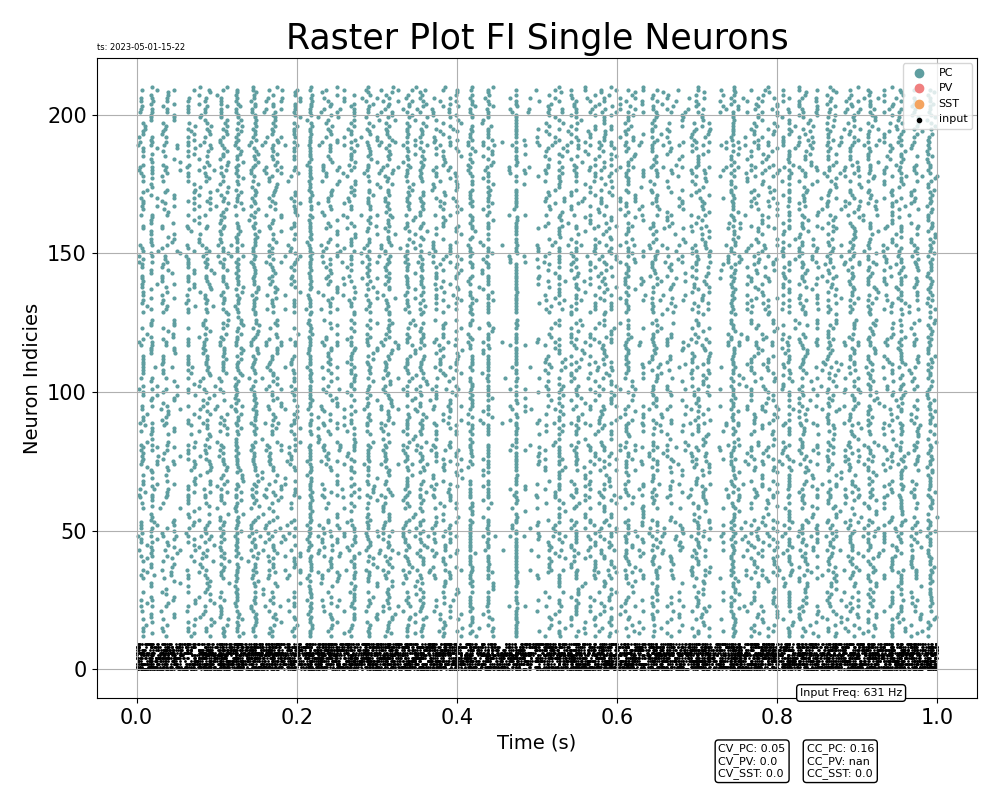 Raster Plot FI Single Neurons
ts: 2023-05-01-15-22
PC
PV
SST
input
200
150
100
50
0
Neuron Indicies
0.0 0.2 0.4 0.6 0.8 1.0
Time (s)
Input Freq: 631 Hz
CV_PC: 0.05
CV_PV: 0.0
CV_SST: 0.0
CC_PC: 0.16
CC_PV: nan
CC_SST: 0.0